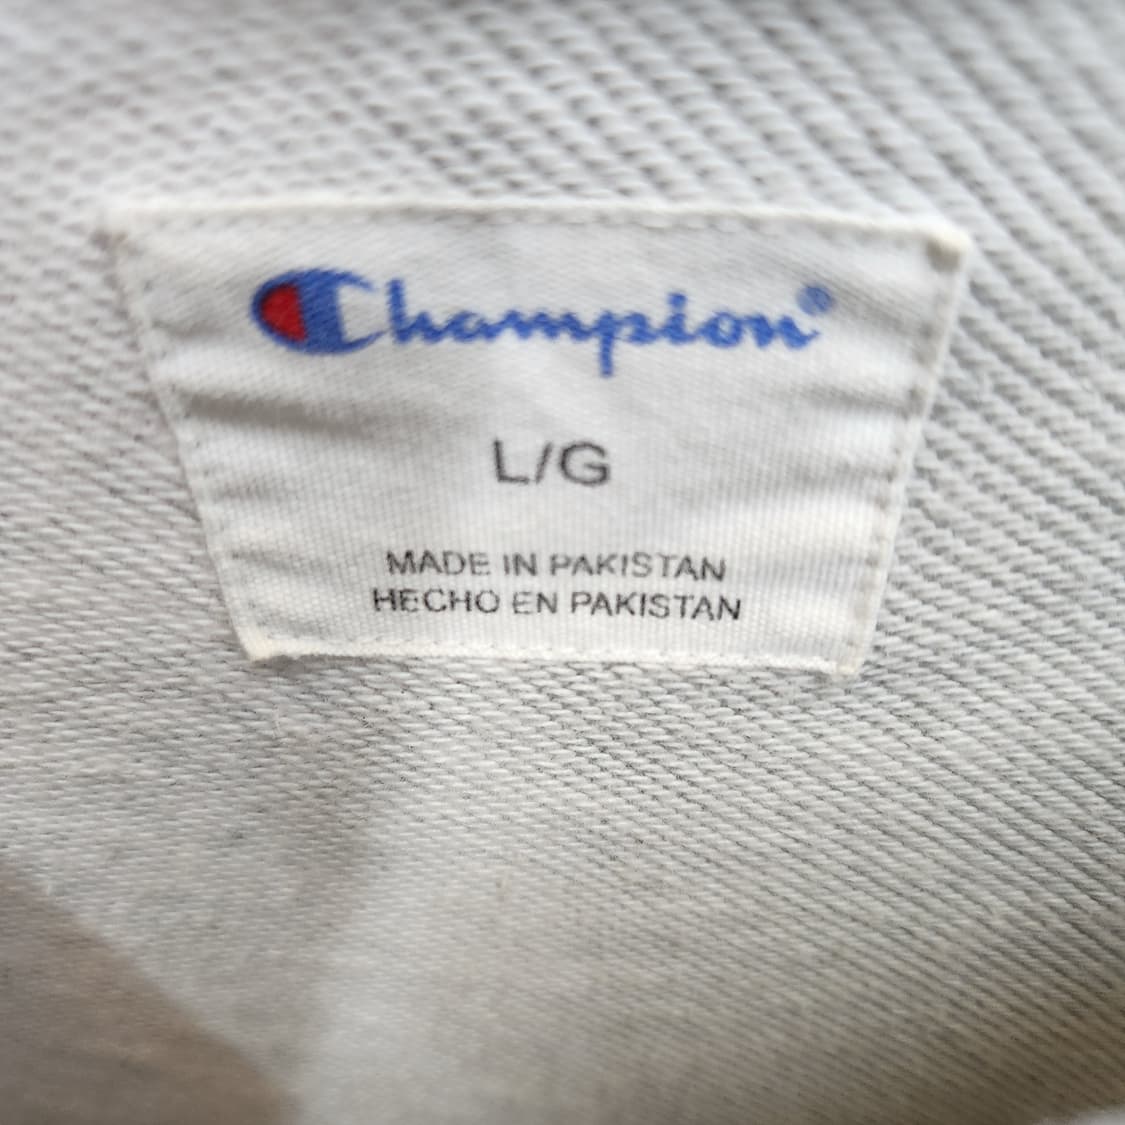 Champion®
L/G
MADE IN PAKISTAN
HECHO EN PAKISTAN